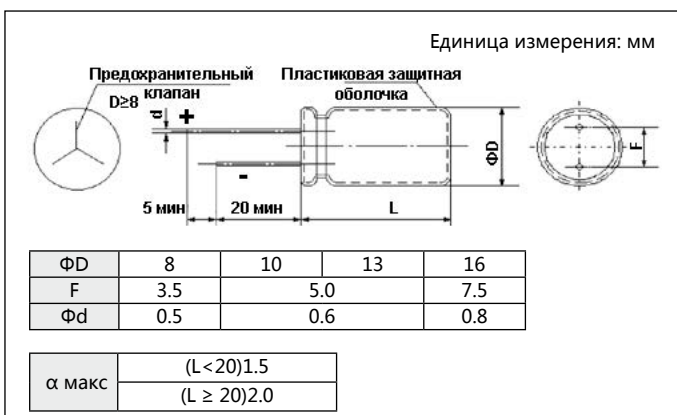 Единица измерения: мм
Предохранительный
клапан
D≥8
Пластиковая защитная
оболочка
d
+
-
ΦD
F
5 мин
20 мин
L
ΦD 8 10 13 16
F 3.5 5.0 7.5
Φd 0.5 0.6 0.8
α макс
(L<20)1.5
(L ≥ 20)2.0